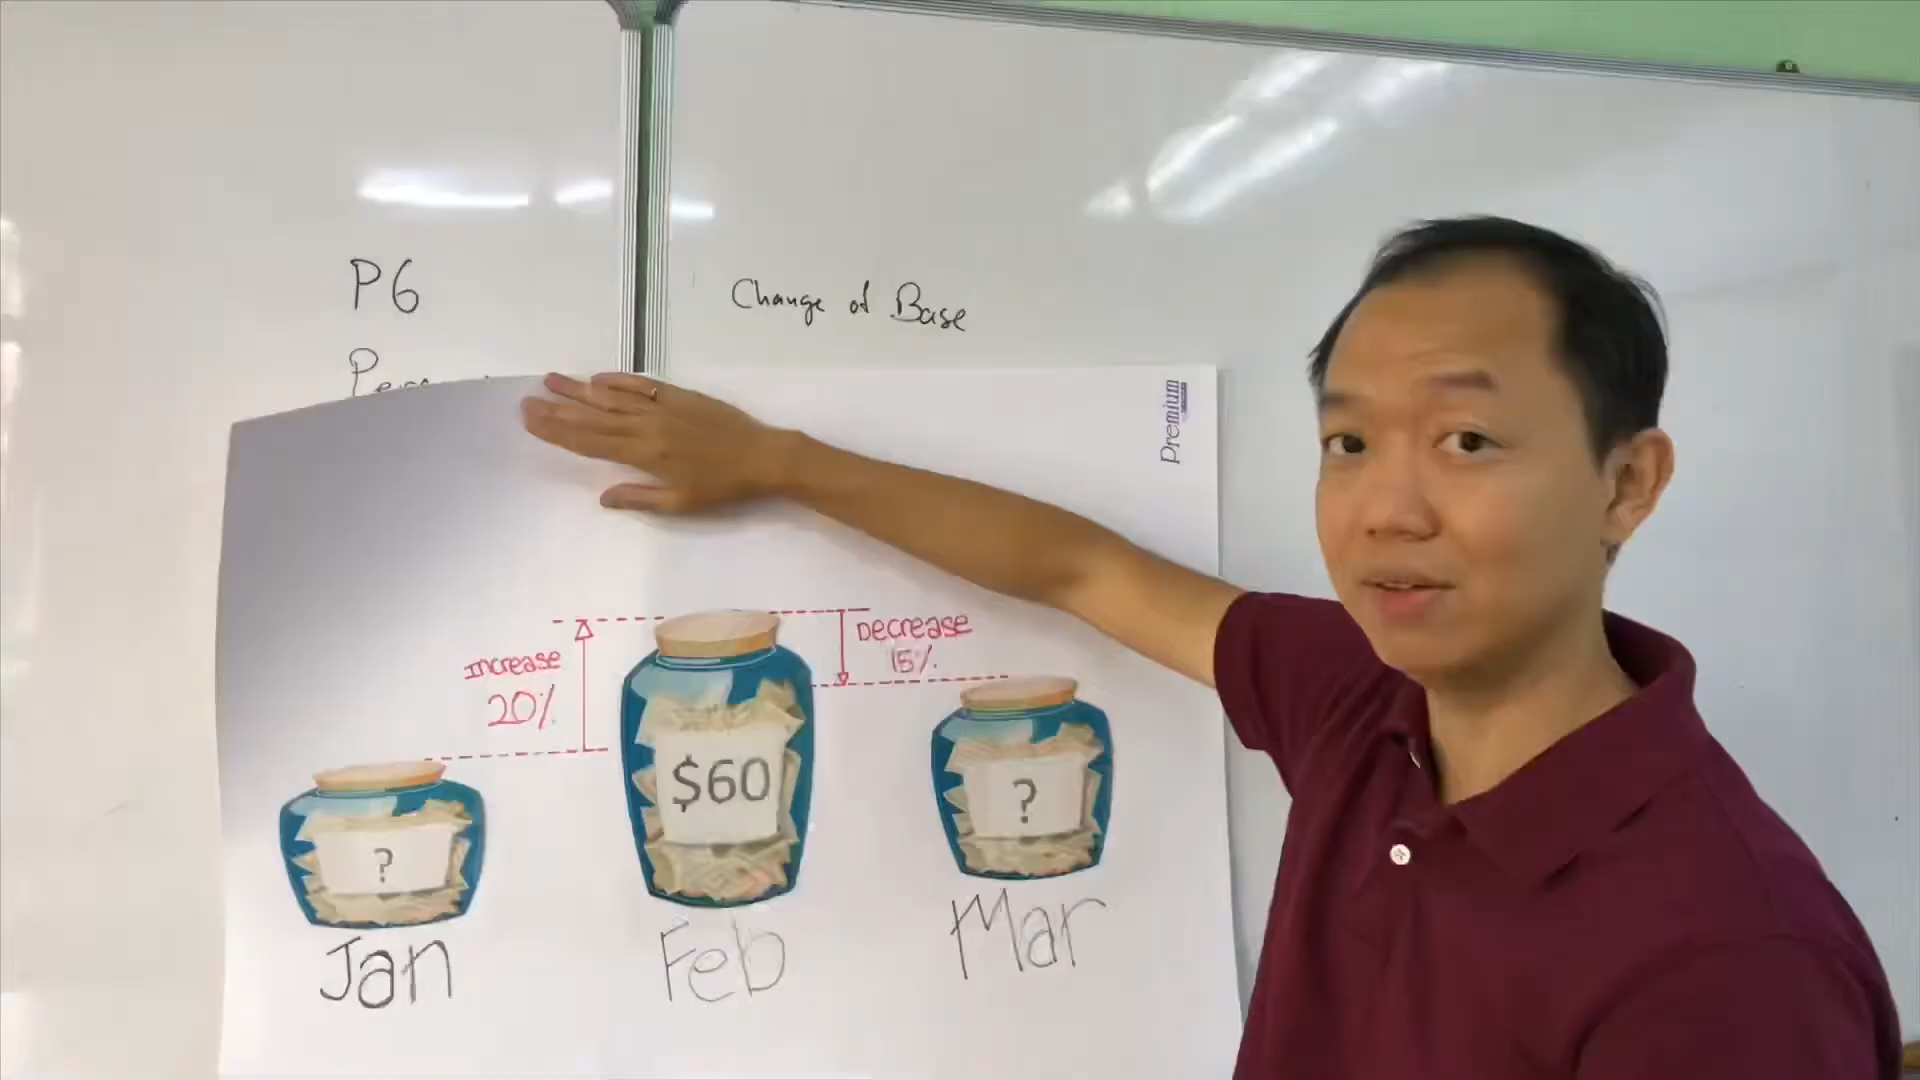 P6
Change of Base
Premium
Increase
20%
Decrease
15%
$60
?
?
Jan
Feb
Mar